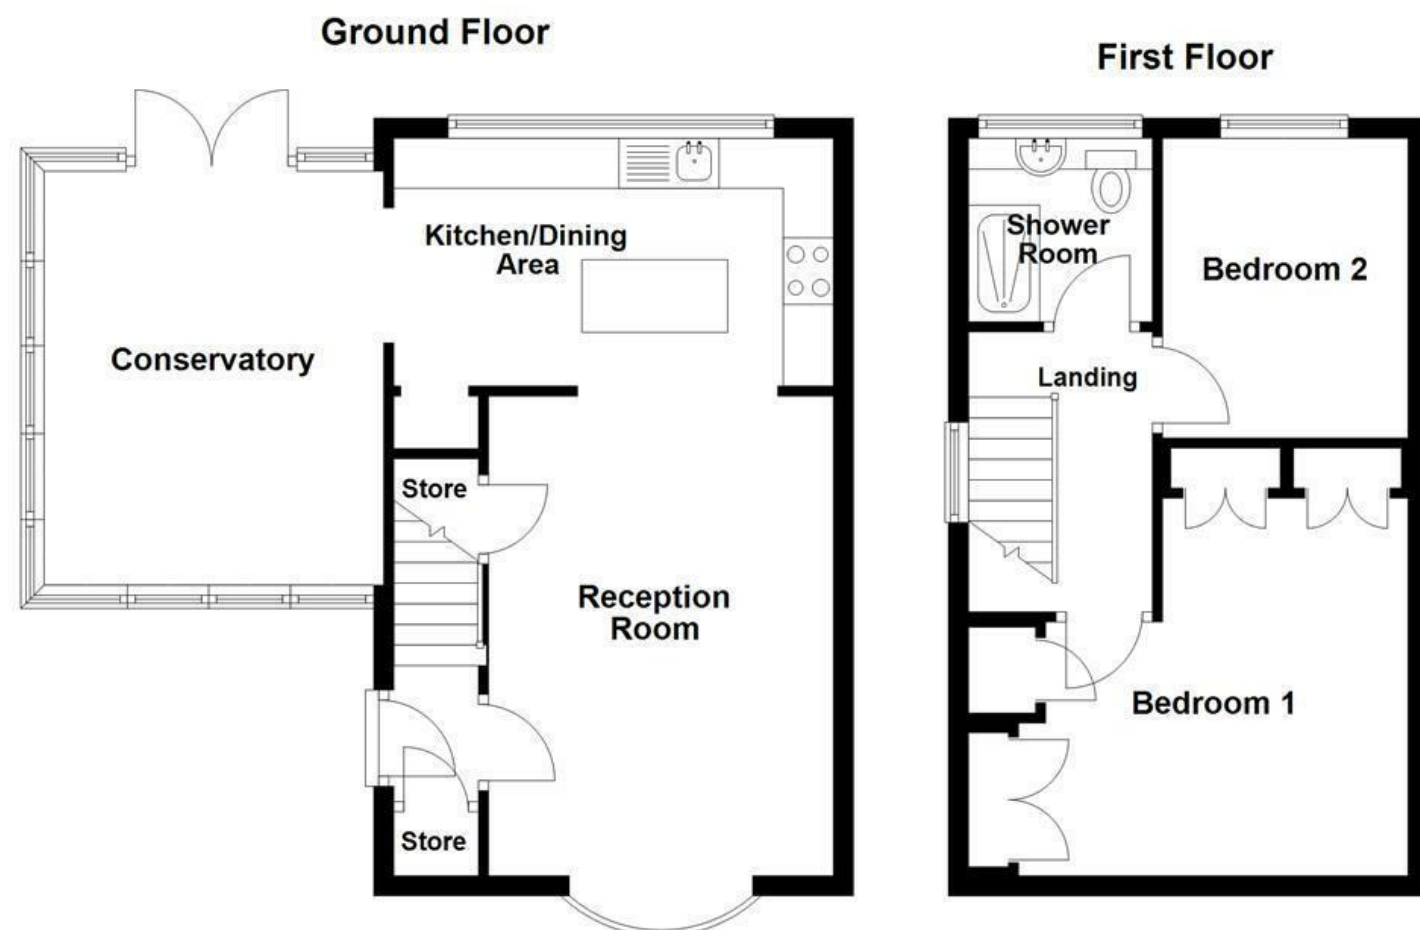 Ground Floor
Kitchen/Dining
Area
Conservatory
Store
Reception
Room
Store
First Floor
Shower
Room
Bedroom 2
Landing
Bedroom 1